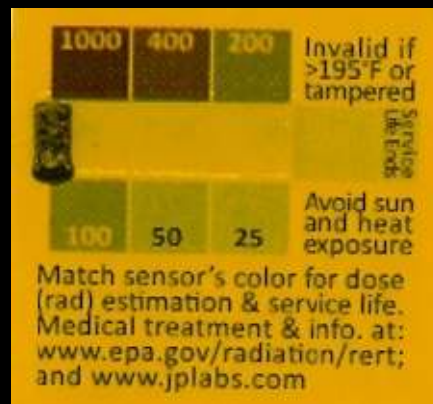 1000 400 200
Invalid if
>195°F or
tampered
Service
Life Ends
100 50 25
Avoid sun
and heat
exposure
Match sensor's color for dose
(rad) estimation & service life.
Medical treatment & info. at:
www.epa.gov/radiation/rert;
and www.jplabs.com